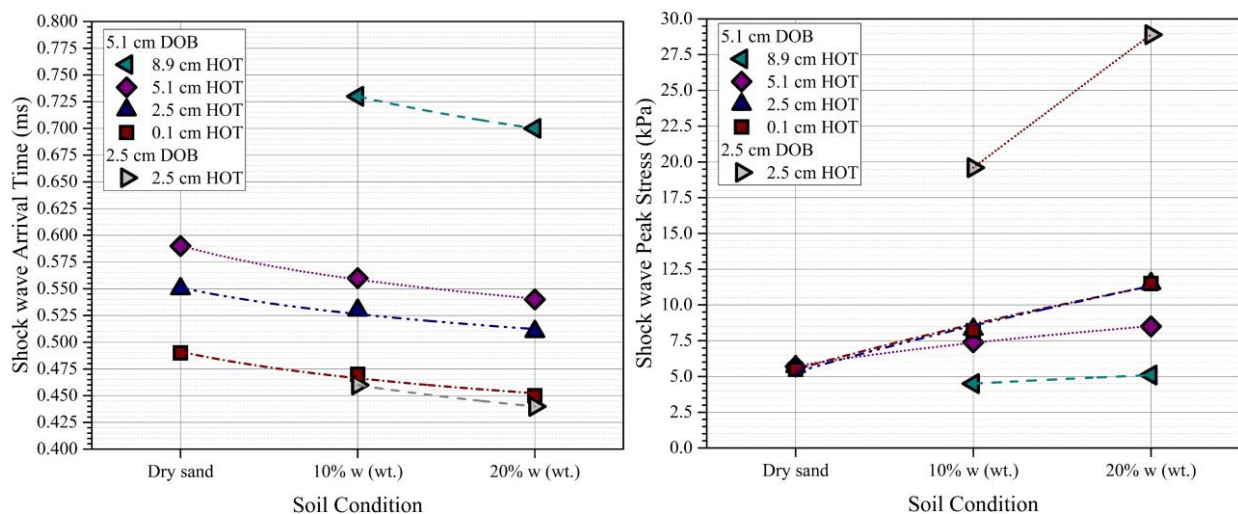 Shock wave Arrival Time (ms)
0.800
0.775
0.750
0.725
0.700
0.675
0.650
0.625
0.600
0.575
0.550
0.525
0.500
0.475
0.450
0.425
0.400
5.1 cm DOB
8.9 cm HOT
5.1 cm HOT
2.5 cm HOT
0.1 cm HOT
2.5 cm DOB
2.5 cm HOT
Dry sand
10% w (wt.)
20% w (wt.)
Soil Condition
Shock wave Peak Stress (kPa)
30.0
27.5
25.0
22.5
20.0
17.5
15.0
12.5
10.0
7.5
5.0
2.5
0.0
5.1 cm DOB
8.9 cm HOT
5.1 cm HOT
2.5 cm HOT
0.1 cm HOT
2.5 cm DOB
2.5 cm HOT
Dry sand
10% w (wt.)
20% w (wt.)
Soil Condition